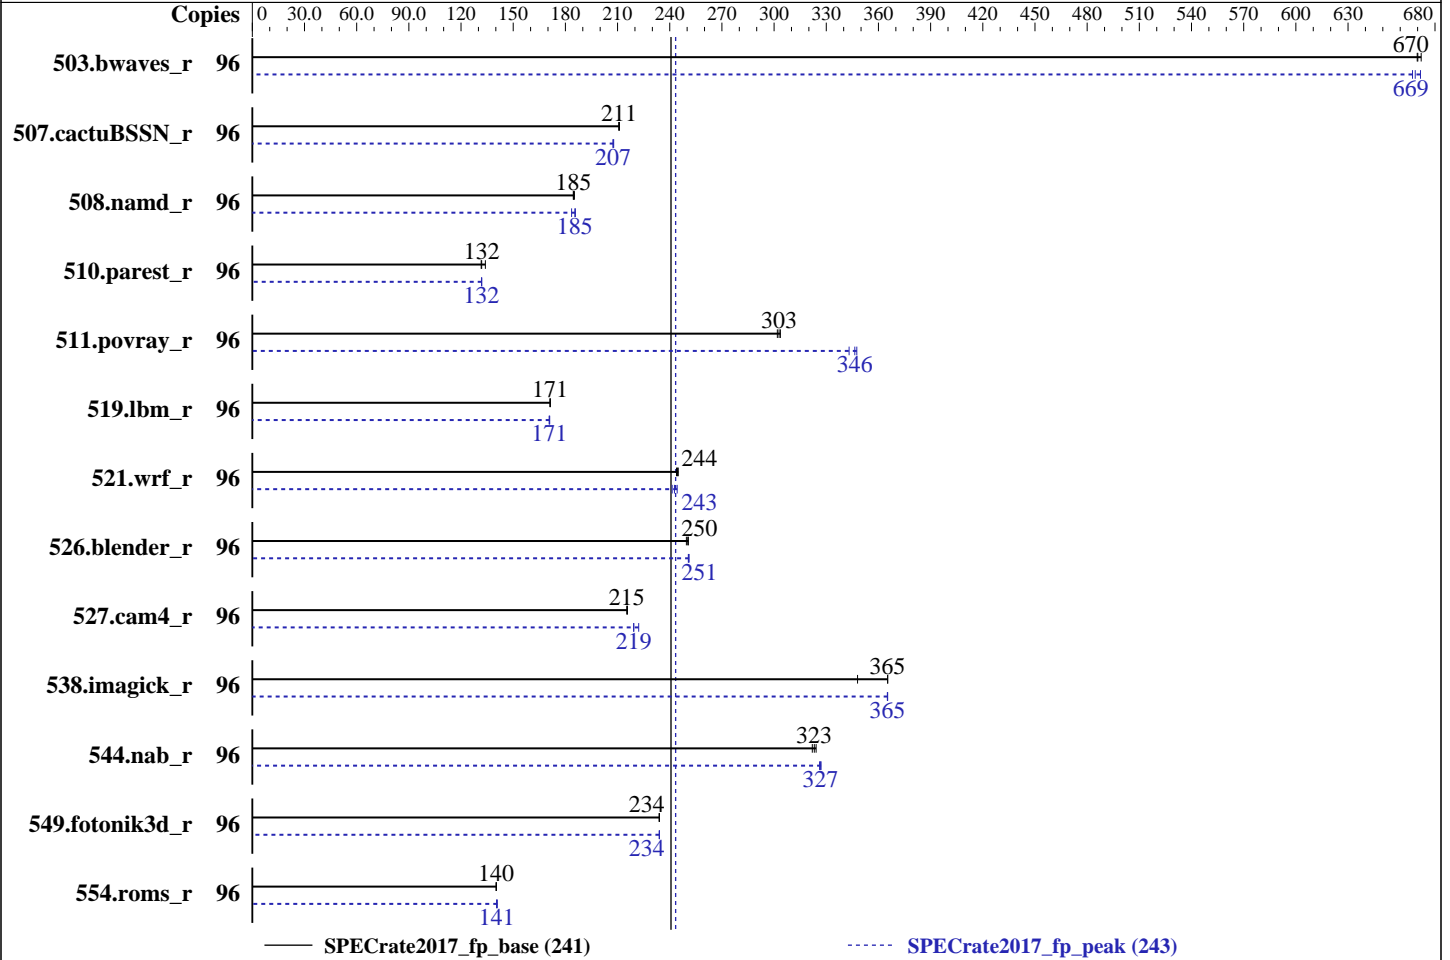 Copies 0 30.0 60.0 90.0 120 150 180 210 240 270 300 330 360 390 420 450 480 510 540 570 600 630 680
670
503.bwaves_r 96
669
211
507.cactuBSSN_r 96
207
185
508.namd_r 96
185
132
510.parest_r 96
132
303
511.povray_r 96
346
171
519.lbm_r 96
171
244
521.wrf_r 96
243
250
526.blender_r 96
251
215
527.cam4_r 96
219
365
538.imagick_r 96
365
323
544.nab_r 96
327
234
549.fotonik3d_r 96
234
140
554.roms_r 96
141
SPECrate2017_fp_base (241) SPECrate2017_fp_peak (243)